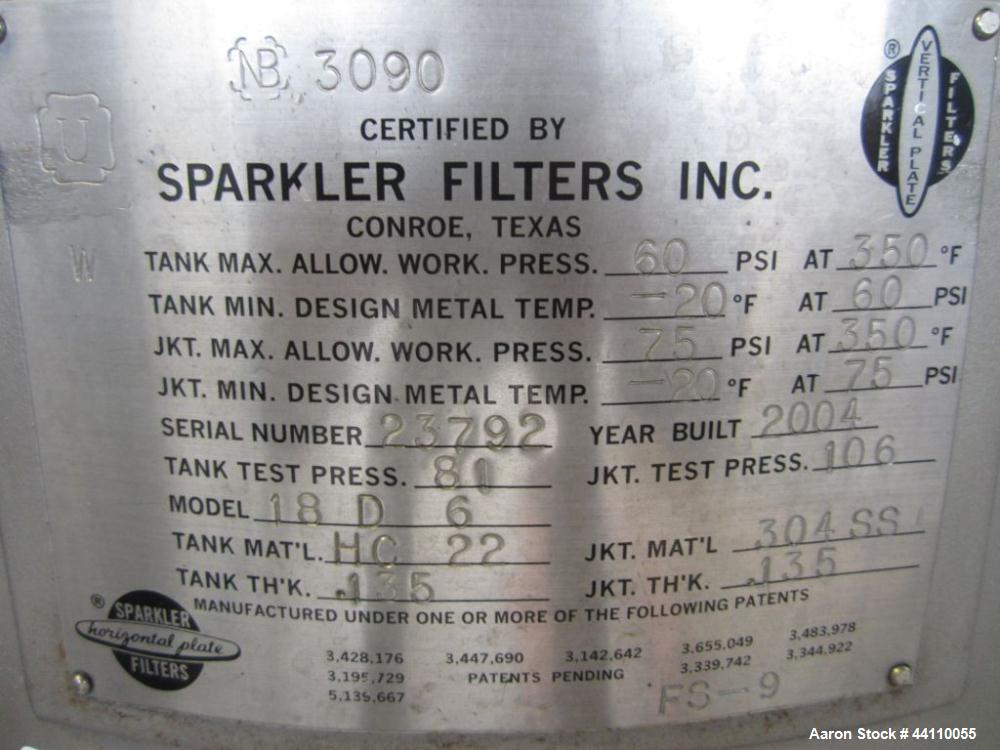 NB 3090
U
CERTIFIED BY
SPARKLER FILTERS INC.
CONROE, TEXAS
® SPARKLER VERTICAL PLATE FILTERS
W
TANK MAX. ALLOW. WORK. PRESS. 60 PSI AT 350 °F
TANK MIN. DESIGN METAL TEMP. -20 °F AT 60 PSI
JKT. MAX. ALLOW. WORK. PRESS. 75 PSI AT 350 °F
JKT. MIN. DESIGN METAL TEMP. -20 °F AT 75 PSI
SERIAL NUMBER 23792 YEAR BUILT 2004
TANK TEST PRESS. 81 JKT. TEST PRESS. 106
MODEL 18 D 6
TANK MAT'L. HC 22 JKT. MAT'L 304 SS
TANK TH'K. .135 JKT. TH'K. .135
MANUFACTURED UNDER ONE OR MORE OF THE FOLLOWING PATENTS
® SPARKLER
horizontal plate
FILTERS
3,428,176 3,447,690 3,142,642 3,655,049 3,483,978
3,195,729 PATENTS PENDING 3,339,742 3,344,922
5,139,667
FS-9
Aaron Stock # 44110055